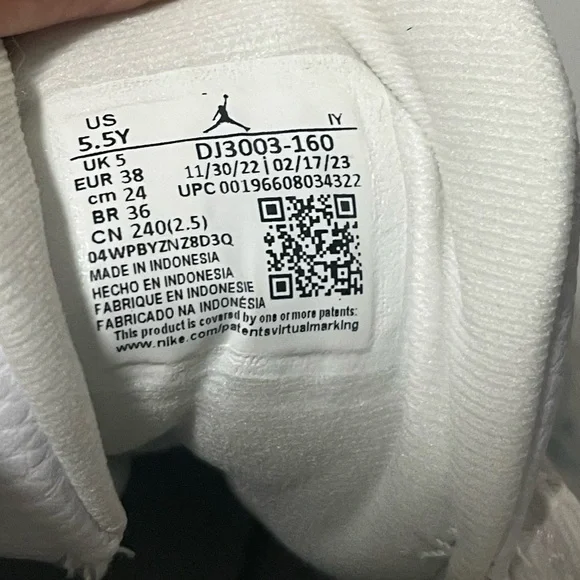 US
5.5Y
IY
UK 5
EUR 38
cm 24
BR 36
CN 240(2.5)
DJ3003-160
11/30/22 | 02/17/23
UPC 00196608034322
04WPBYZNZ8D3Q
MADE IN INDONESIA
HECHO EN INDONESIA
FABRIQUE EN INDONESIE
FABRICADO NA INDONÉSIA
This product is covered by one or more patents:
www.nike.com/patentsvirtualmarking